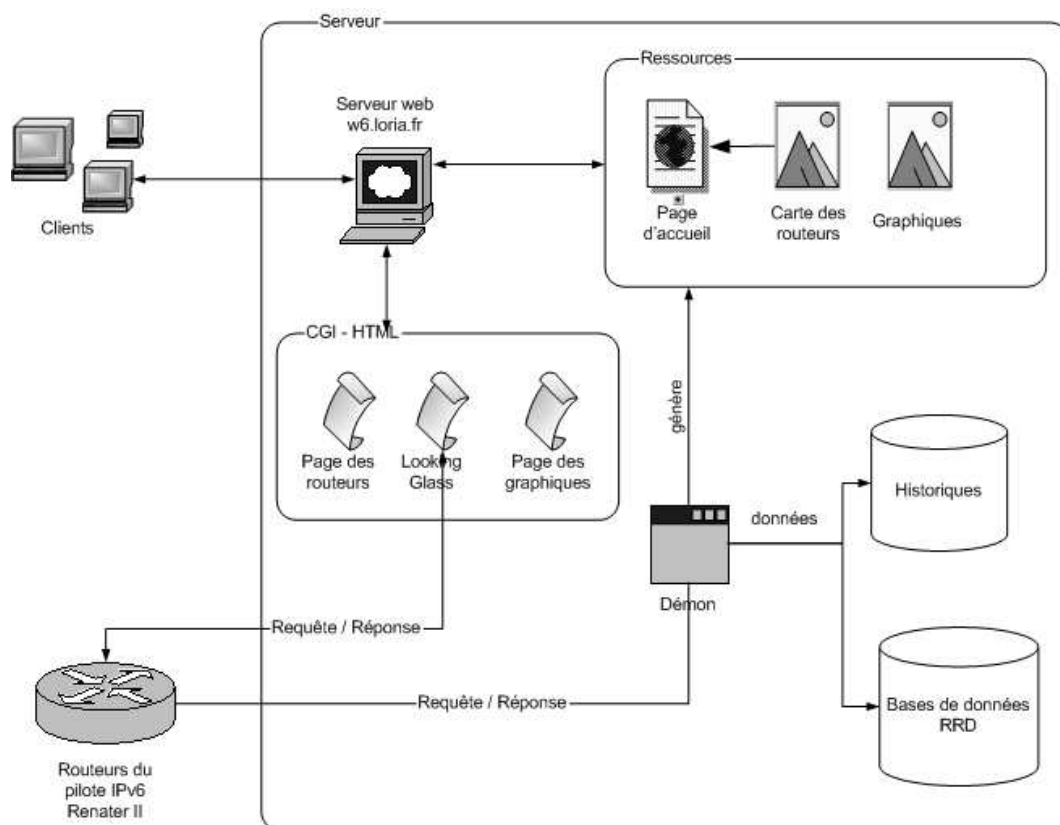 Serveur
Ressources
Serveur web
w6.loria.fr
Clients
Page
d'accueil
Carte des
routeurs
Graphiques
CGI - HTML
Page des
routeurs
Looking
Glass
Page des
graphiques
génère
Historiques
données
Démon
Requête / Réponse
Requête / Réponse
Bases de données
RRD
Routeurs du
pilote IPv6
Renater II